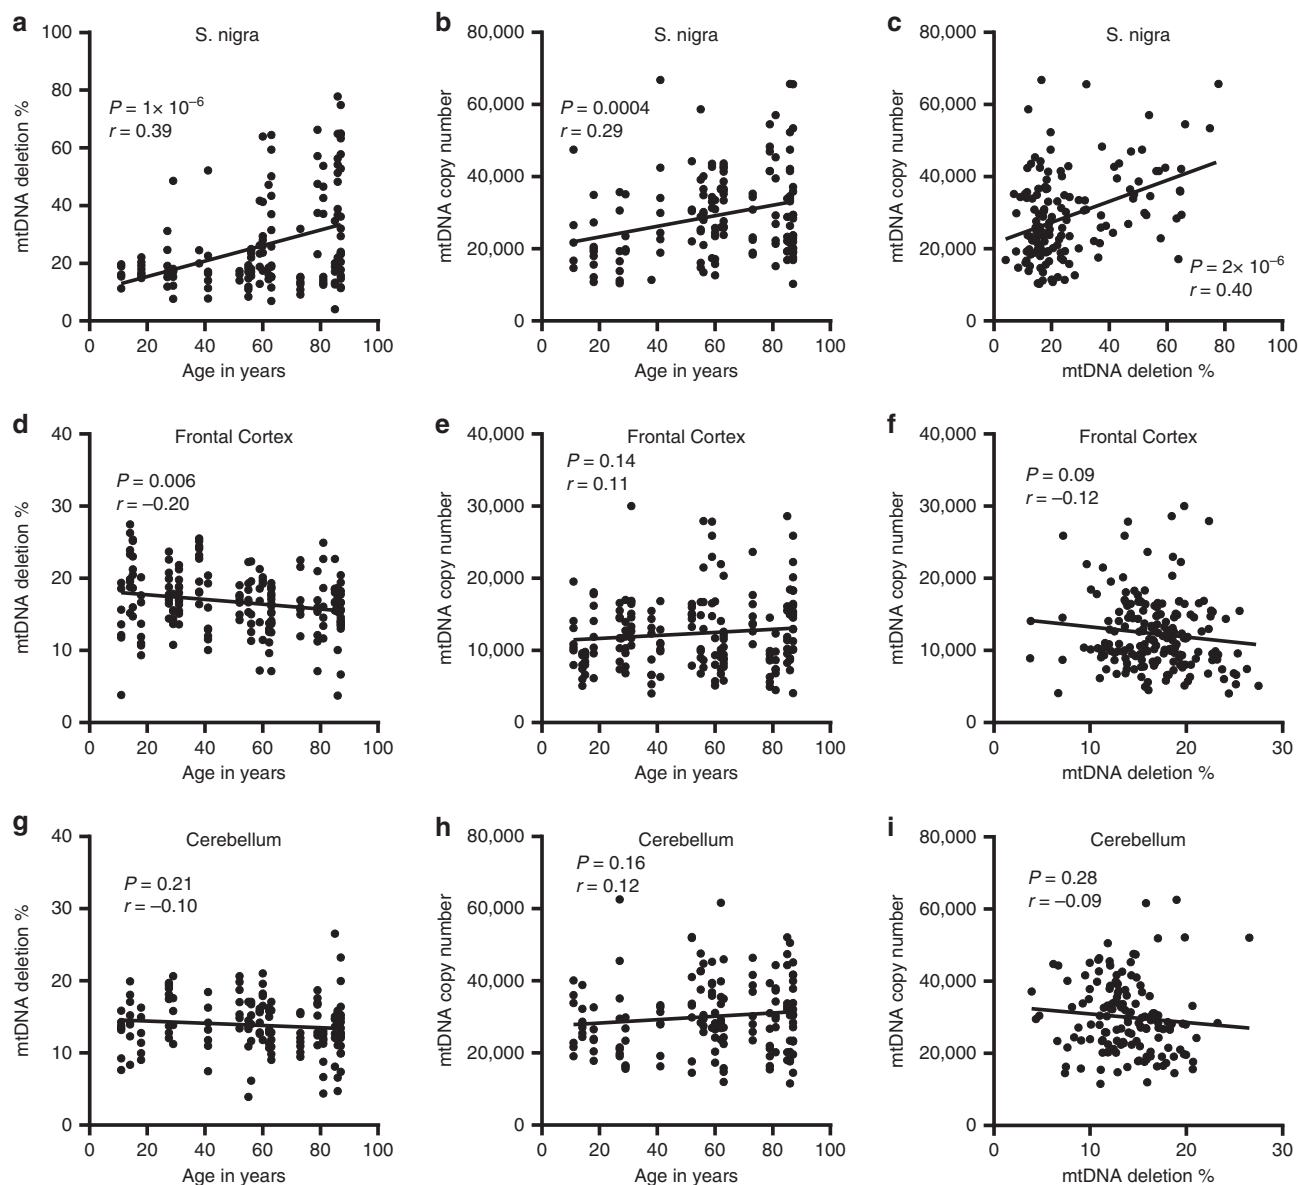 a
S. nigra
mtDNA deletion %
100
80
60
40
20
0
P = 1× 10⁻⁶
r = 0.39
0 20 40 60 80 100
Age in years
b
S. nigra
mtDNA copy number
80,000
60,000
40,000
20,000
0
P = 0.0004
r = 0.29
0 20 40 60 80 100
Age in years
c
S. nigra
mtDNA copy number
80,000
60,000
40,000
20,000
0
P = 2× 10⁻⁶
r = 0.40
0 20 40 60 80 100
mtDNA deletion %
d
Frontal Cortex
mtDNA deletion %
40
30
20
10
0
P = 0.006
r = –0.20
0 20 40 60 80 100
Age in years
e
Frontal Cortex
mtDNA copy number
40,000
30,000
20,000
10,000
0
P = 0.14
r = 0.11
0 20 40 60 80 100
Age in years
f
Frontal Cortex
mtDNA copy number
40,000
30,000
20,000
10,000
0
P = 0.09
r = –0.12
0 10 20 30
mtDNA deletion %
g
Cerebellum
mtDNA deletion %
40
30
20
10
0
P = 0.21
r = –0.10
0 20 40 60 80 100
Age in years
h
Cerebellum
mtDNA copy number
80,000
60,000
40,000
20,000
0
P = 0.16
r = 0.12
0 20 40 60 80 100
Age in years
i
Cerebellum
mtDNA copy number
80,000
60,000
40,000
20,000
0
P = 0.28
r = –0.09
0 10 20 30
mtDNA deletion %